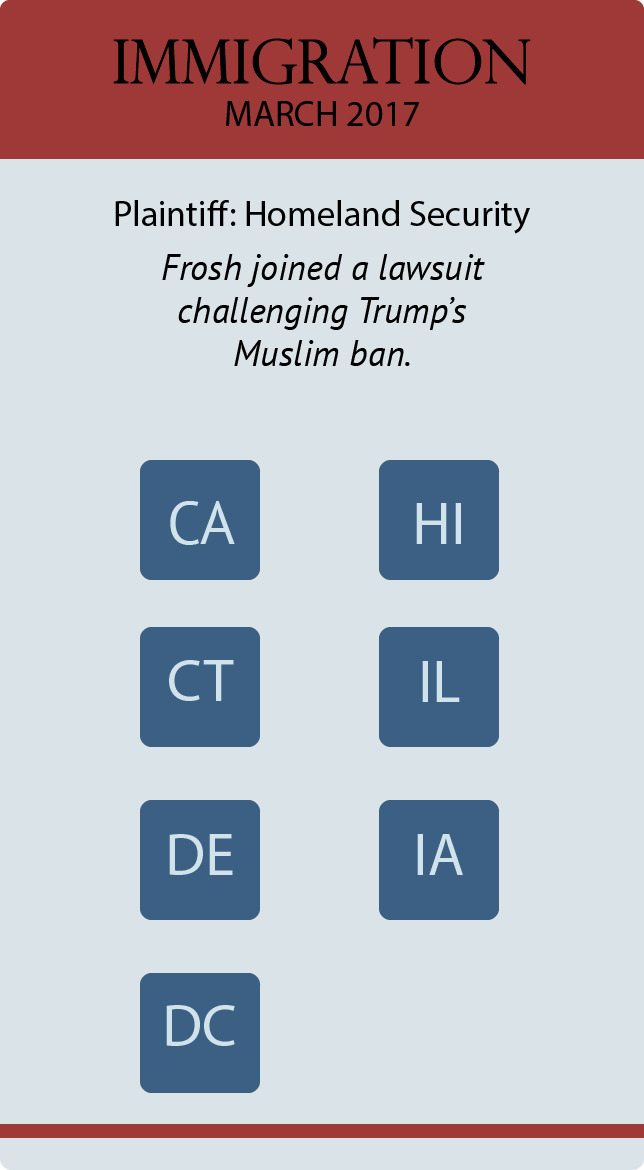 IMMIGRATION
MARCH 2017
Plaintiff: Homeland Security
Frosh joined a lawsuit
challenging Trump’s
Muslim ban.
CA
HI
CT
IL
DE
IA
DC